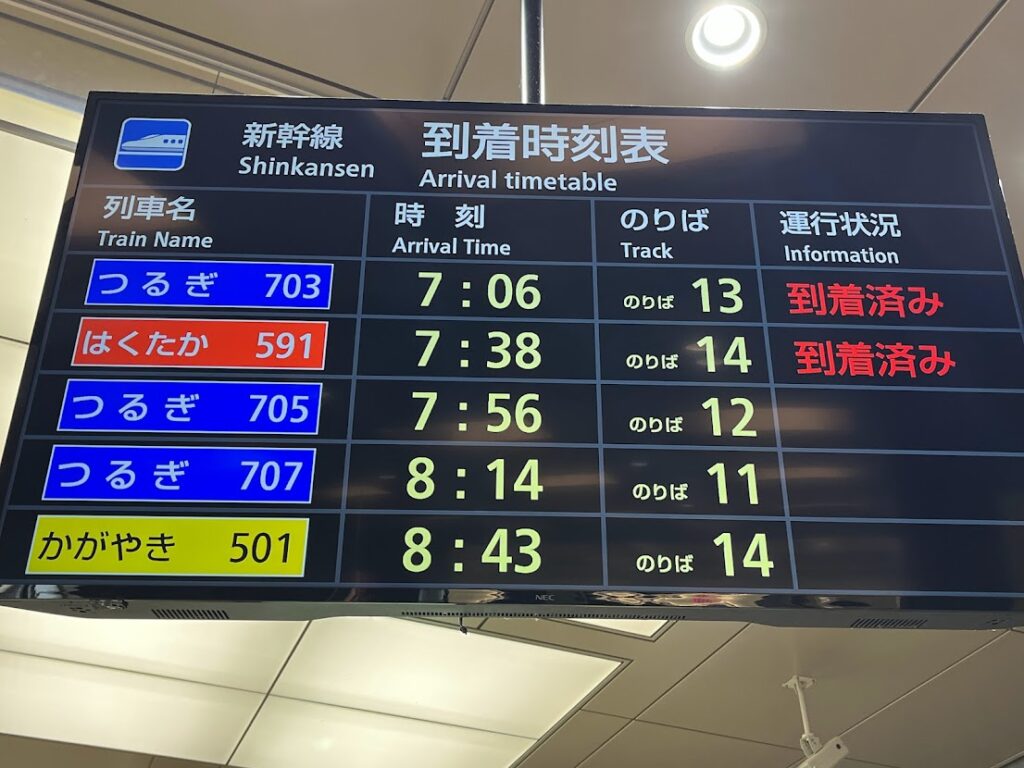 新幹線 到着時刻表
Shinkansen Arrival timetable
列車名 時 刻 のりば 運行状況
Train Name Arrival Time Track Information
つるぎ 703 7:06 のりば 13 到着済み
はくたか 591 7:38 のりば 14 到着済み
つるぎ 705 7:56 のりば 12
つるぎ 707 8:14 のりば 11
かがやき 501 8:43 のりば 14
NEC